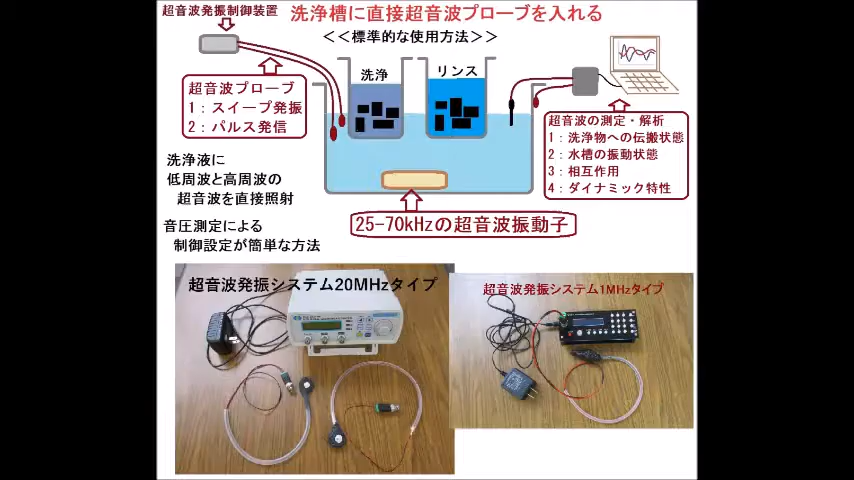 超音波発振制御装置
洗浄槽に直接超音波プローブを入れる
<<標準的な使用方法>>
超音波プローブ
1:スイープ発振
2:パルス発信
洗浄
リンス
超音波の測定・解析
1:洗浄物への伝搬状態
2:水槽の振動状態
3:相互作用
4:ダイナミック特性
洗浄液に
低周波と高周波の
超音波を直接照射
音圧測定による
制御設定が簡単な方法
25-70kHzの超音波振動子
超音波発振システム20MHzタイプ
超音波発振システム1MHzタイプ